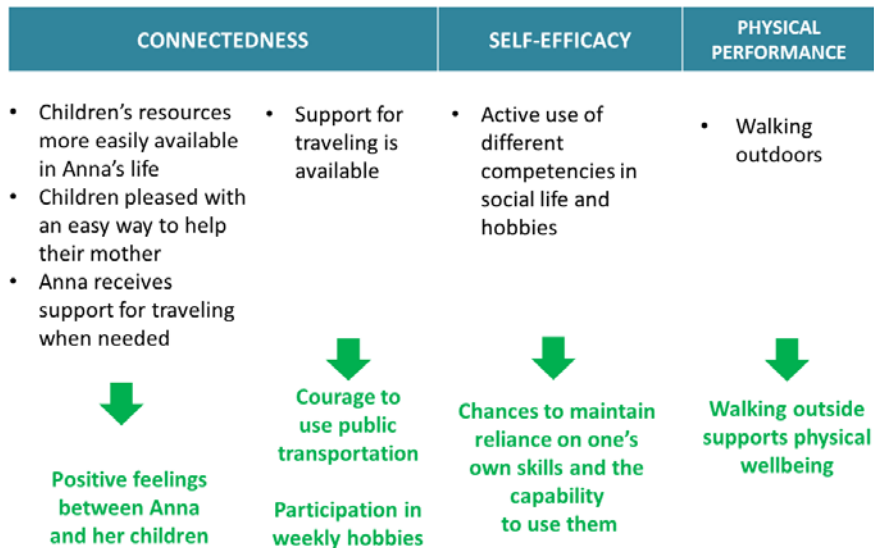 CONNECTEDNESS
SELF-EFFICACY
PHYSICAL
PERFORMANCE
• Children's resources
more easily available
in Anna's life
• Children pleased with
an easy way to help
their mother
• Anna receives
support for traveling
when needed
• Support for
traveling is
available
• Active use of
different
competencies in
social life and
hobbies
• Walking
outdoors
Positive feelings
between Anna
and her children
Courage to
use public
transportation
Participation in
weekly hobbies
Chances to maintain
reliance on one's
own skills and the
capability
to use them
Walking outside
supports physical
wellbeing